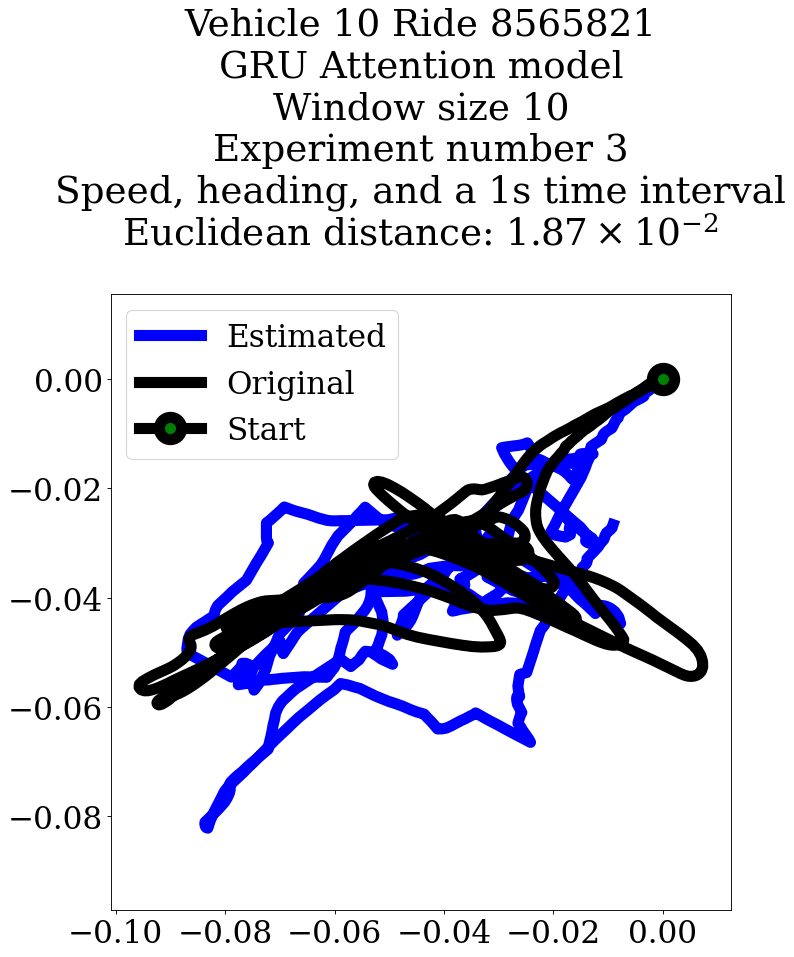 Vehicle 10 Ride 8565821
GRU Attention model
Window size 10
Experiment number 3
Speed, heading, and a 1s time interval
Euclidean distance: 1.87 × 10⁻²
Estimated
Original
Start
0.00
−0.02
−0.04
−0.06
−0.08
−0.10 −0.08 −0.06 −0.04 −0.02 0.00